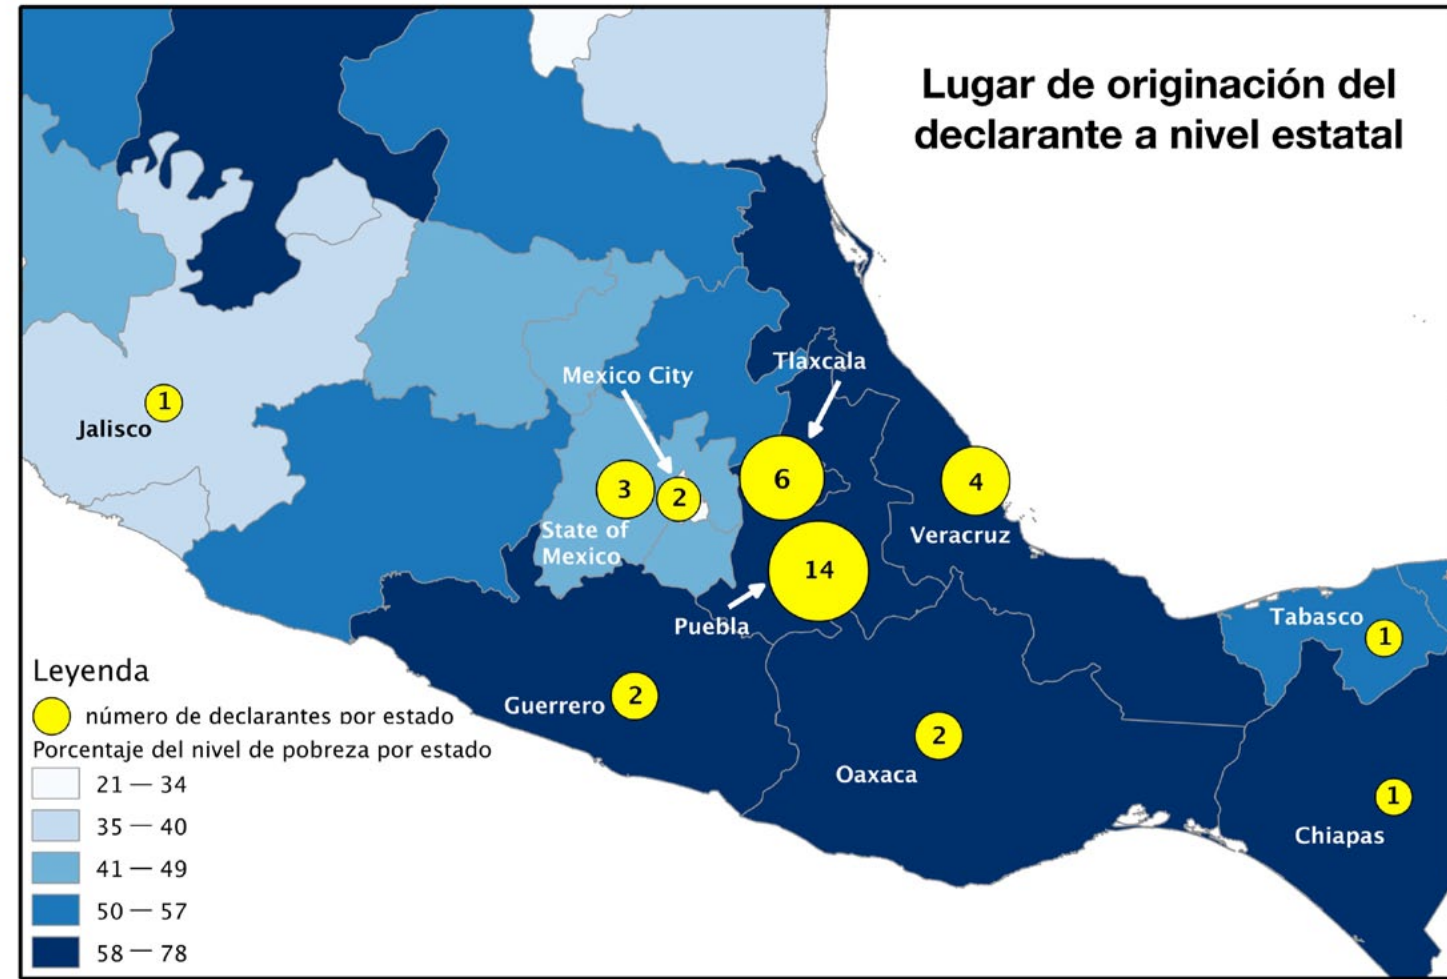 Lugar de originación del
declarante a nivel estatal
Mexico City
Tlaxcala
1
Jalisco
3
2
6
4
State of
Mexico
Veracruz
14
Puebla
Tabasco
1
Guerrero
2
2
Oaxaca
1
Chiapas
Leyenda
número de declarantes por estado
Porcentaje del nivel de pobreza por estado
21 — 34
35 — 40
41 — 49
50 — 57
58 — 78